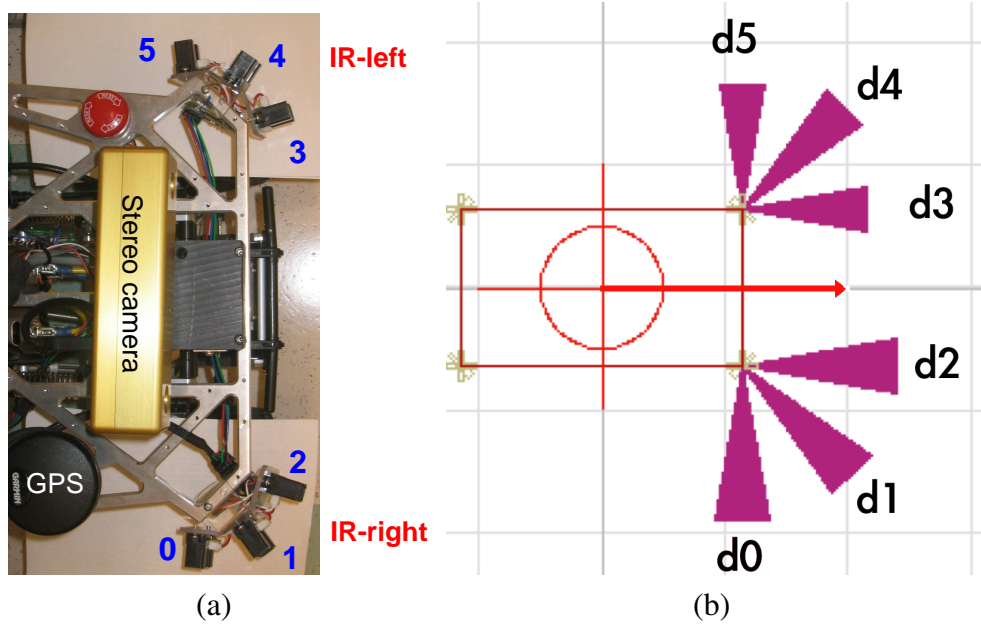 5
4
IR-left
3
Stereo camera
2
GPS
GARMIN
0
1
IR-right
(a)
d5
d4
d3
d2
d1
d0
(b)